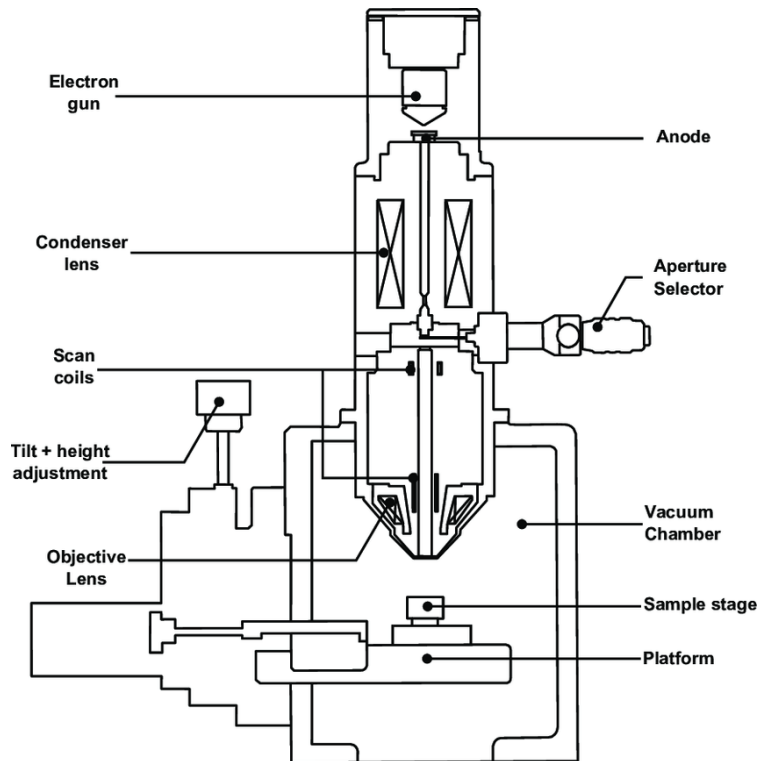 Electron
gun
Anode
Condenser
lens
Aperture
Selector
Scan
coils
Tilt + height
adjustment
Vacuum
Chamber
Objective
Lens
Sample stage
Platform